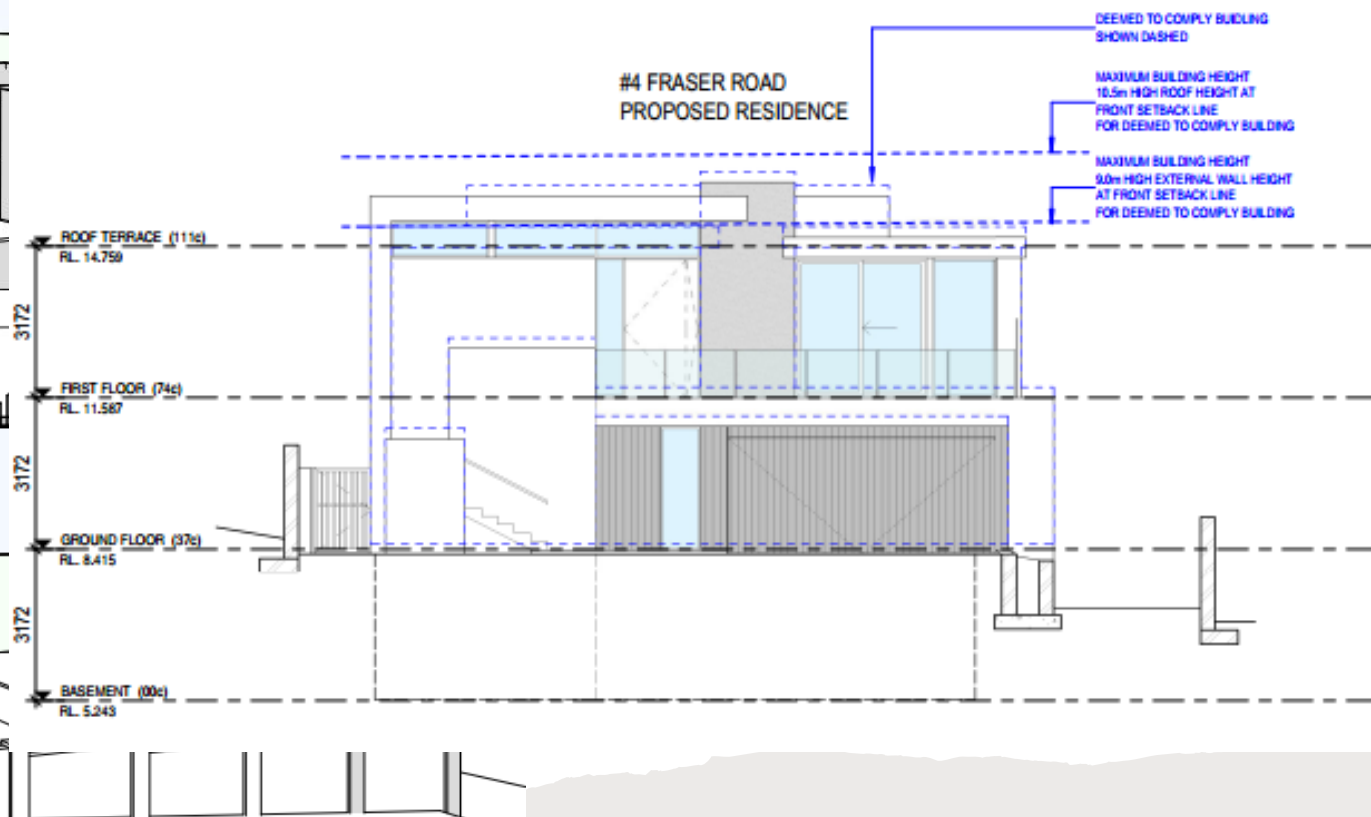 DEEMED TO COMPLY BUIDLING
SHOWN DASHED
#4 FRASER ROAD
PROPOSED RESIDENCE
MAXIMUM BUILDING HEIGHT
10.5m HIGH ROOF HEIGHT AT
FRONT SETBACK LINE
FOR DEEMED TO COMPLY BUILDING
MAXIMUM BUILDING HEIGHT
9.0m HIGH EXTERNAL WALL HEIGHT
AT FRONT SETBACK LINE
FOR DEEMED TO COMPLY BUILDING
ROOF TERRACE (111c)
RL. 14.759
3172
FIRST FLOOR (74c)
RL. 11.587
3172
GROUND FLOOR (37c)
RL. 8.415
3172
BASEMENT (00c)
RL. 5.243